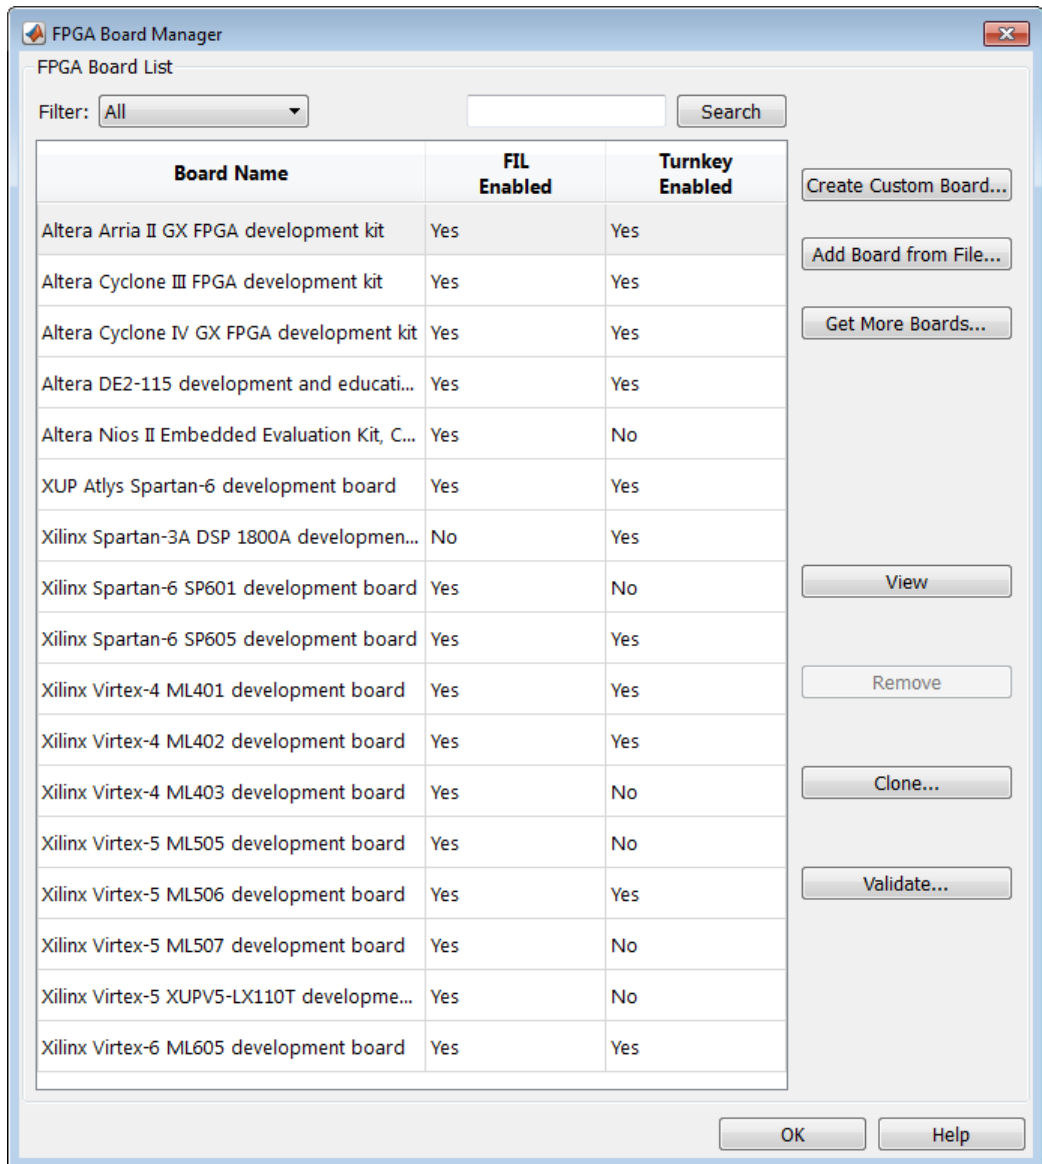 FPGA Board Manager
FPGA Board List
Filter: All Search
Board Name FIL Enabled Turnkey Enabled
Altera Arria II GX FPGA development kit Yes Yes
Altera Cyclone III FPGA development kit Yes Yes
Altera Cyclone IV GX FPGA development kit Yes Yes
Altera DE2-115 development and educati... Yes Yes
Altera Nios II Embedded Evaluation Kit, C... Yes No
XUP Atlys Spartan-6 development board Yes Yes
Xilinx Spartan-3A DSP 1800A developmen... No Yes
Xilinx Spartan-6 SP601 development board Yes No
Xilinx Spartan-6 SP605 development board Yes Yes
Xilinx Virtex-4 ML401 development board Yes Yes
Xilinx Virtex-4 ML402 development board Yes Yes
Xilinx Virtex-4 ML403 development board Yes No
Xilinx Virtex-5 ML505 development board Yes No
Xilinx Virtex-5 ML506 development board Yes Yes
Xilinx Virtex-5 ML507 development board Yes No
Xilinx Virtex-5 XUPV5-LX110T developme... Yes No
Xilinx Virtex-6 ML605 development board Yes Yes
Create Custom Board...
Add Board from File...
Get More Boards...
View
Remove
Clone...
Validate...
OK Help